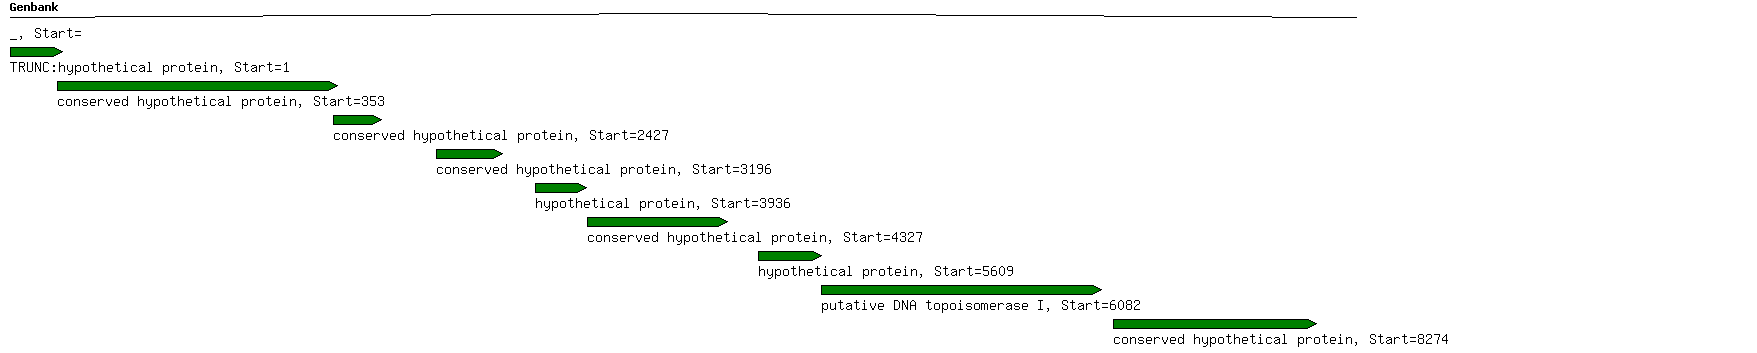 Genbank
_, Start=
TRUNC:hypothetical protein, Start=1
conserved hypothetical protein, Start=353
conserved hypothetical protein, Start=2427
conserved hypothetical protein, Start=3196
hypothetical protein, Start=3936
conserved hypothetical protein, Start=4327
hypothetical protein, Start=5609
putative DNA topoisomerase I, Start=6082
conserved hypothetical protein, Start=8274